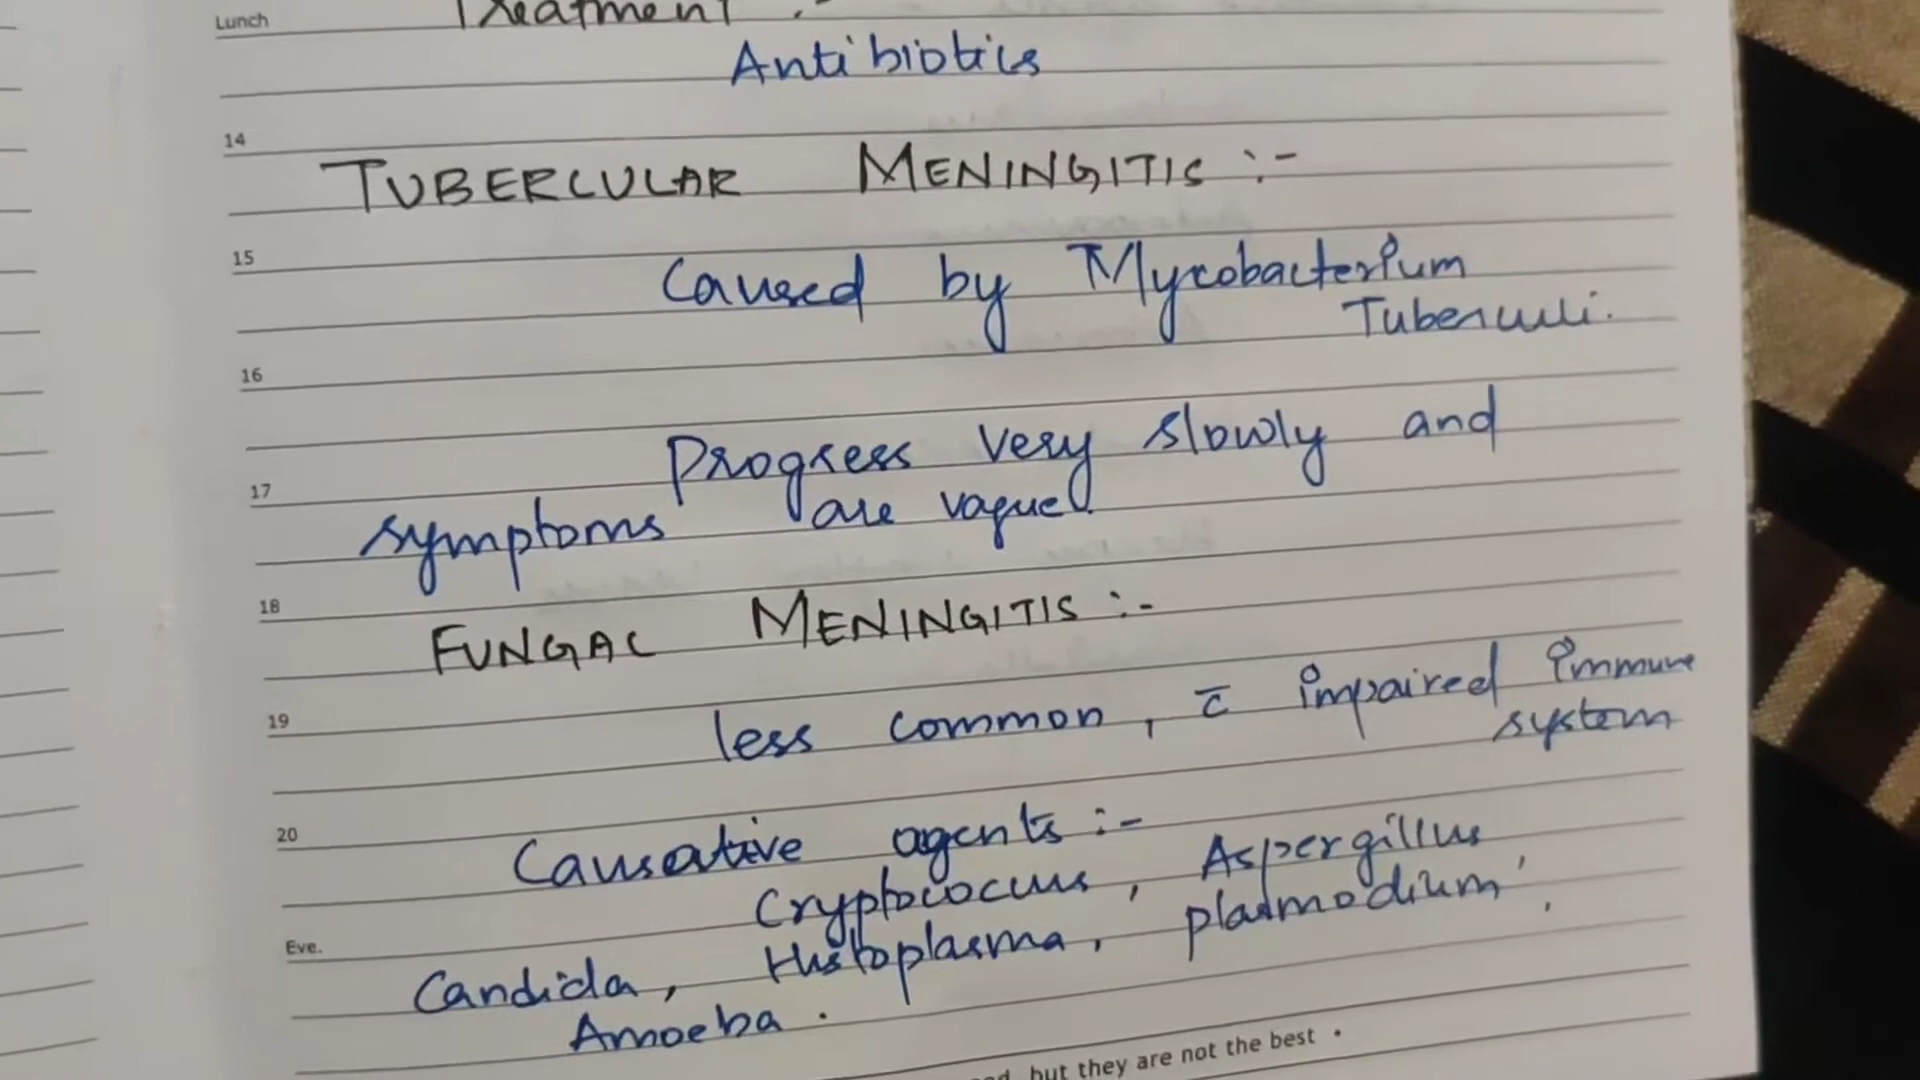 Lunch Treatment :-
Antibiotics
14
TUBERCULAR MENINGITIS :-
15
Caused by Mycobacterium
Tuberculi.
16
Progress very slowly and
17
symptoms are vague.
18
FUNGAL MENINGITIS :-
19
less common, c̄ impaired immune
system
20
Causative agents :-
Cryptococcus, Aspergillus,
Eve.
Candida, Histoplasma, plasmodium,
Amoeba.
but they are not the best •